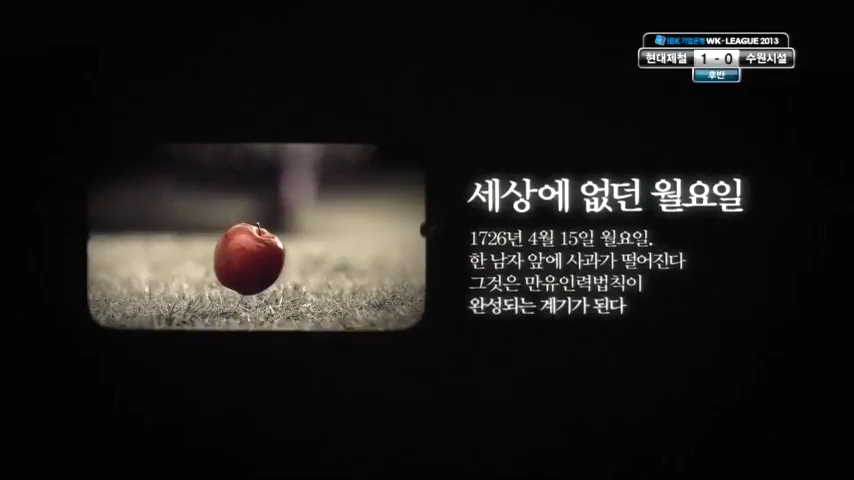 IBK 기업은행 WK·LEAGUE 2013
현대제철 1 - 0 수원시설
후반
세상에 없던 월요일
1726년 4월 15일 월요일.
한 남자 앞에 사과가 떨어진다
그것은 만유인력법칙이
완성되는 계기가 된다